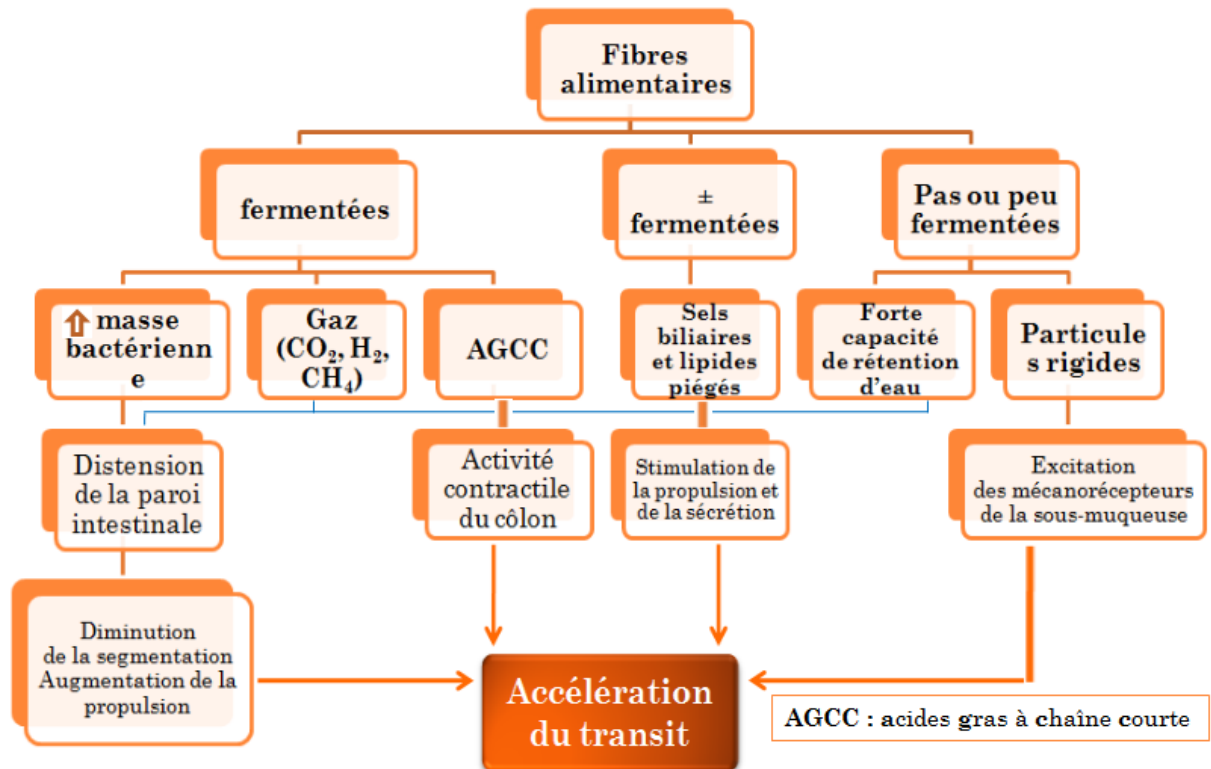 Fibres
alimentaires
fermentées
±
fermentées
Pas ou peu
fermentées
⇧ masse
bactérienn
e
Gaz
(CO₂, H₂,
CH₄)
AGCC
Sels
biliaires
et lipides
piégés
Forte
capacité
de rétention
d'eau
Particule
s rigides
Distension
de la paroi
intestinale
Activité
contractile
du côlon
Stimulation de
la propulsion et
de la sécrétion
Excitation
des mécanorécepteurs
de la sous-muqueuse
Diminution
de la segmentation
Augmentation de la
propulsion
Accélération
du transit
AGCC : acides gras à chaîne courte